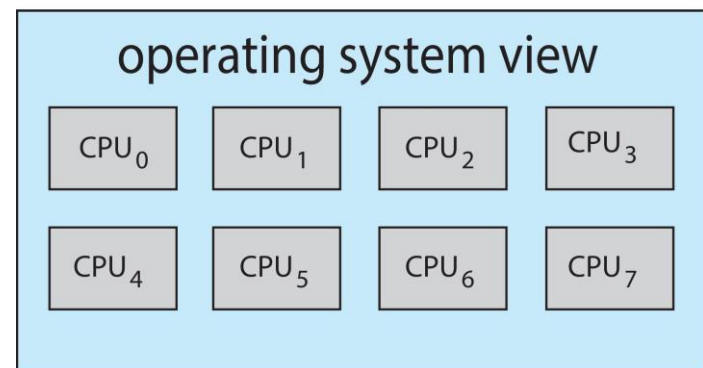 operating system view
CPU₀ CPU₁ CPU₂ CPU₃
CPU₄ CPU₅ CPU₆ CPU₇